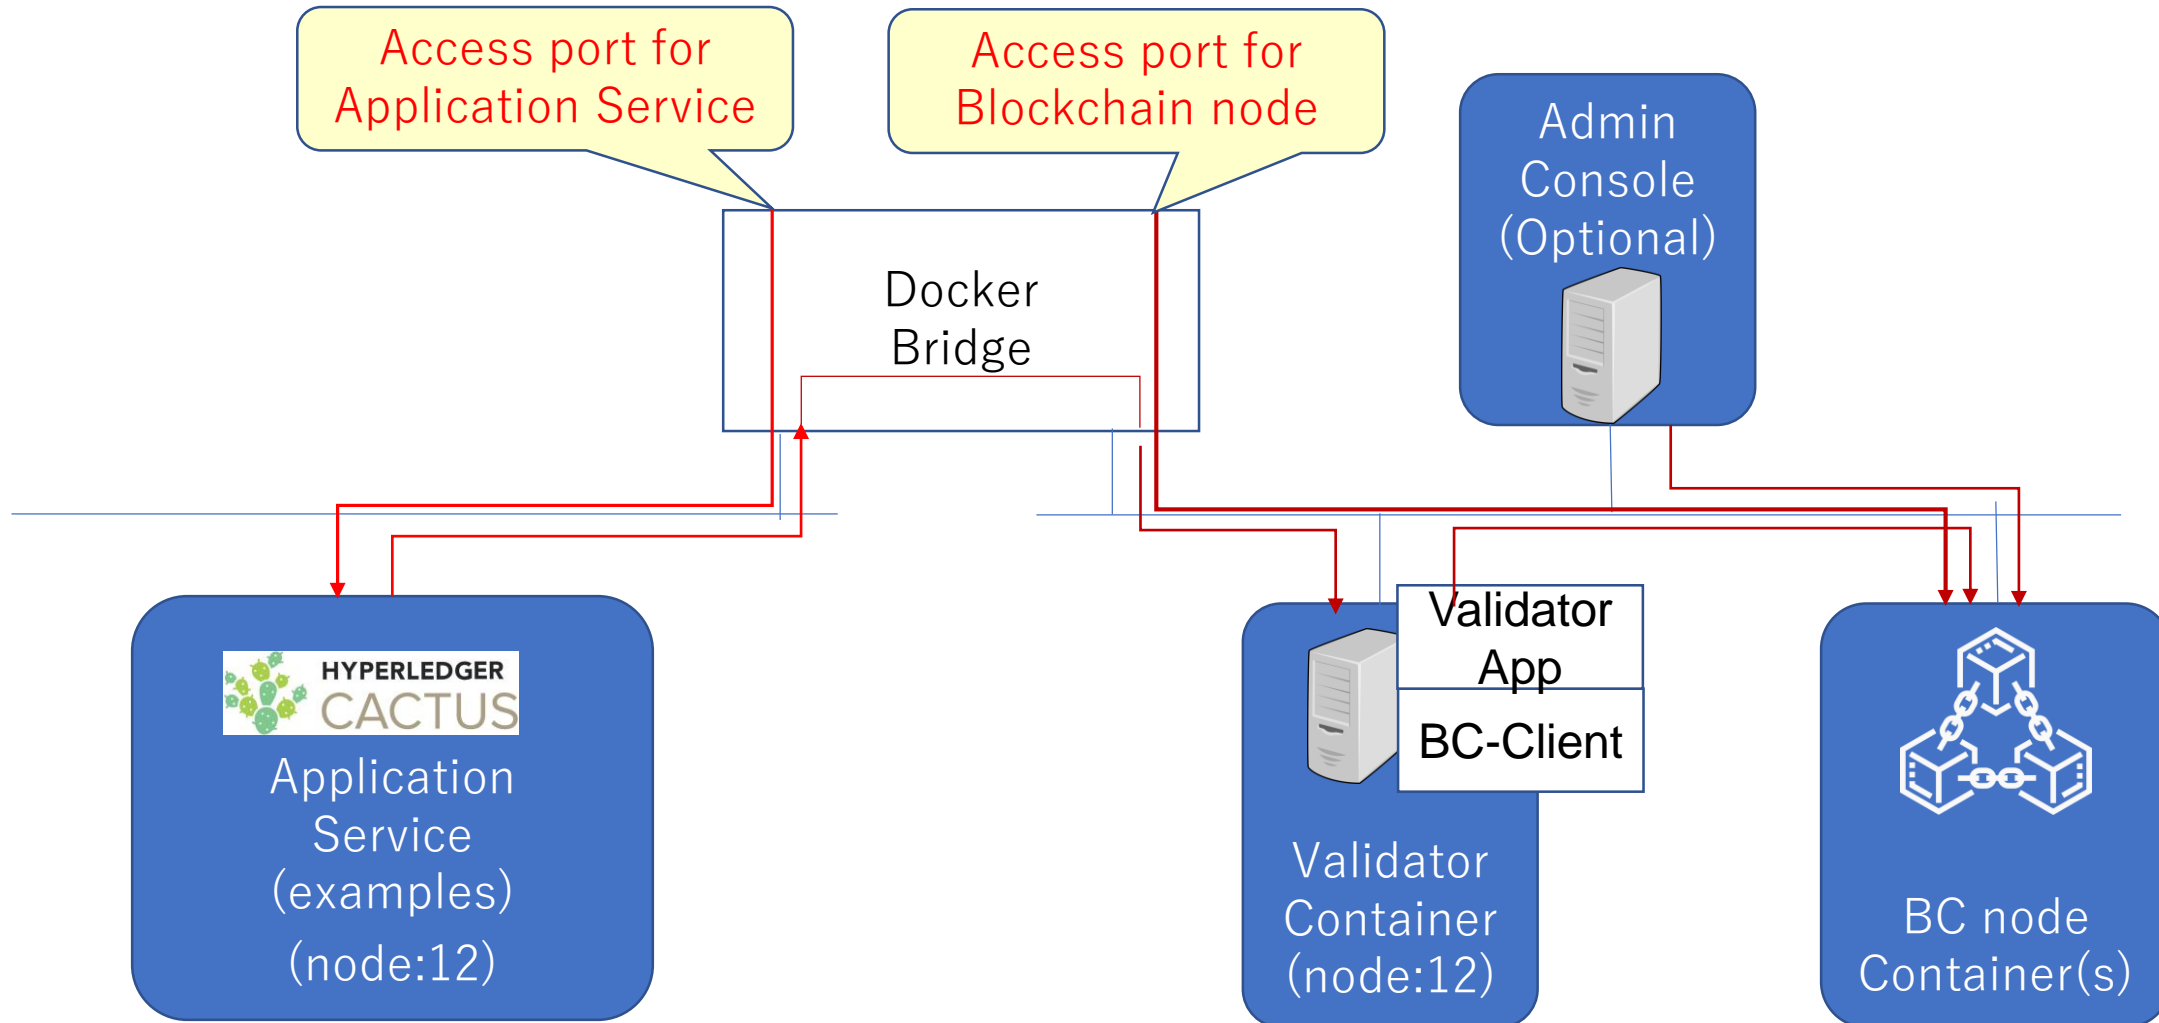 Access port for
Application Service
Access port for
Blockchain node
Admin
Console
(Optional)
Docker
Bridge
HYPERLEDGER
CACTUS
Application
Service
(examples)
(node:12)
Validator
App
BC-Client
Validator
Container
(node:12)
BC node
Container(s)